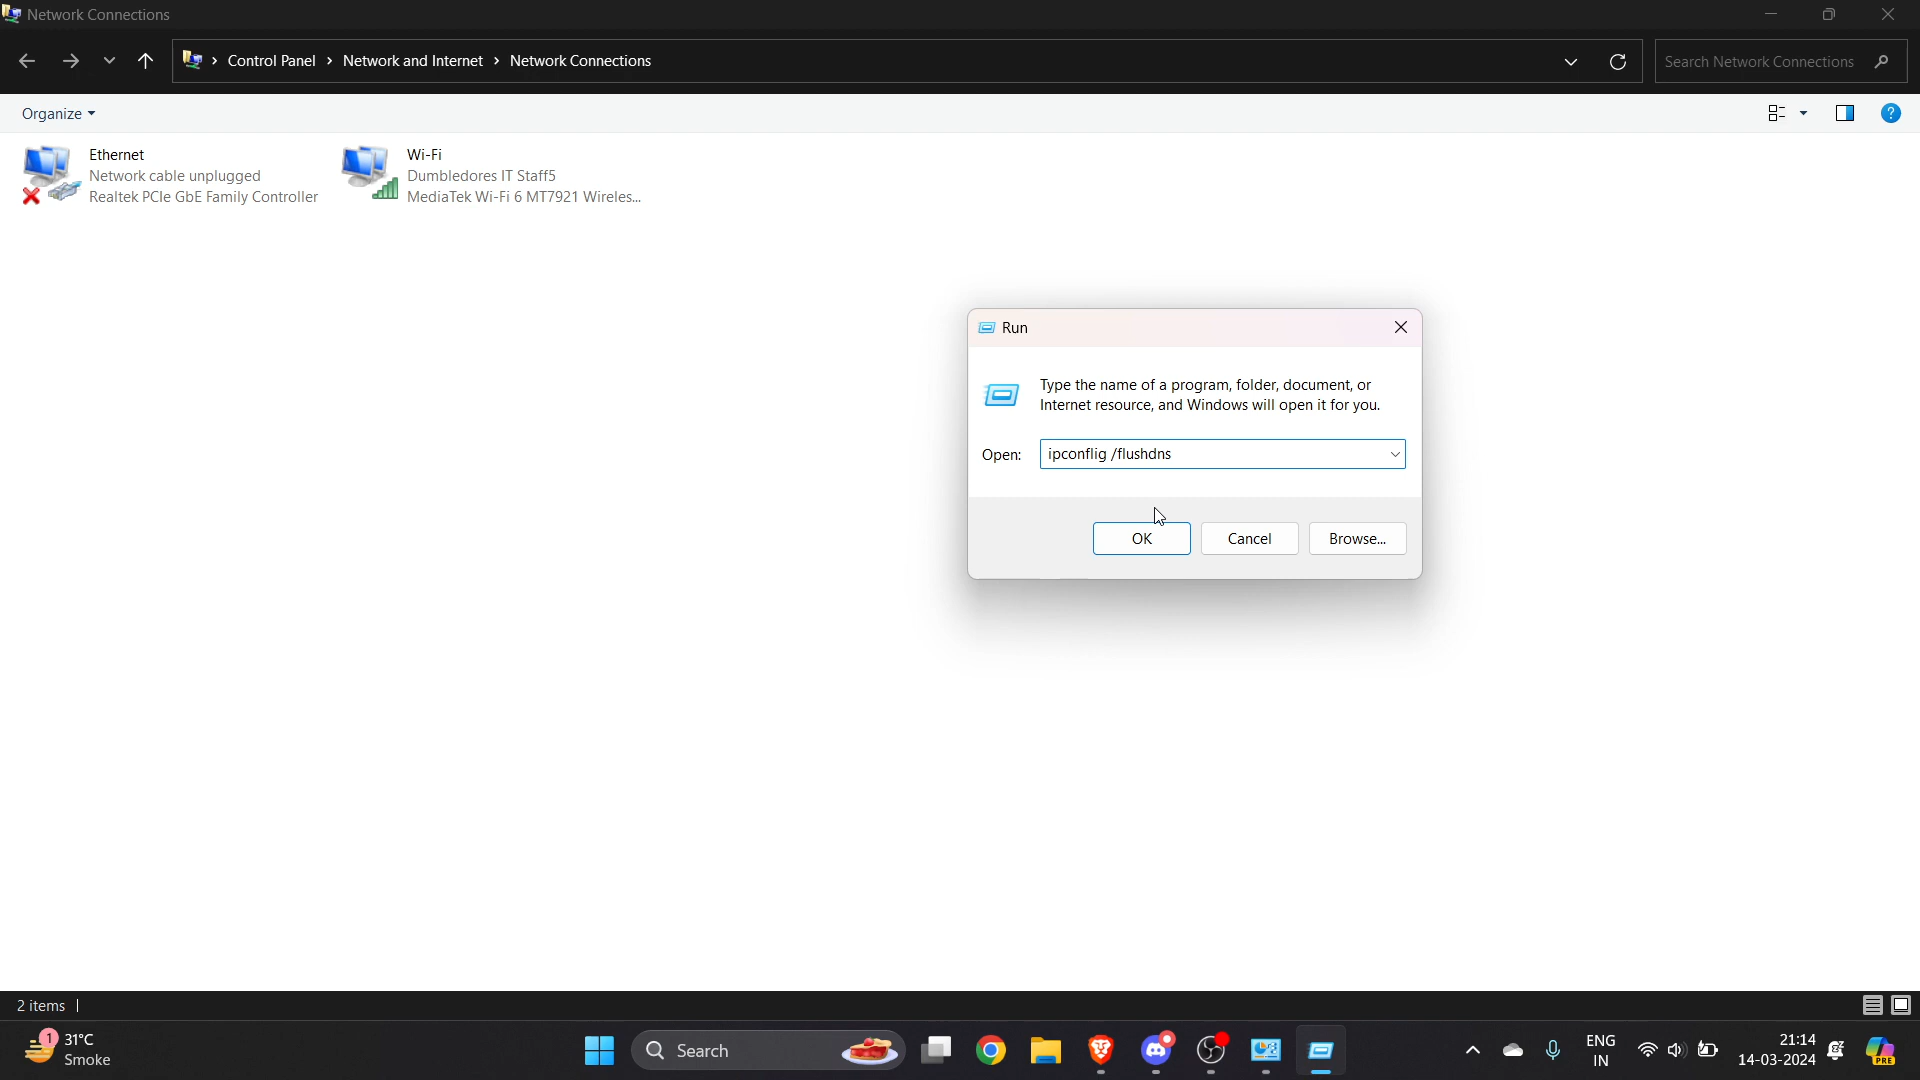 Network Connections
Control Panel > Network and Internet > Network Connections
Search Network Connections
Organize
Ethernet
Network cable unplugged
Realtek PCIe GbE Family Controller
Wi-Fi
Dumbledores IT Staff5
MediaTek Wi-Fi 6 MT7921 Wireles...
Run
Type the name of a program, folder, document, or
Internet resource, and Windows will open it for you.
Open: ipconflig /flushdns
OK Cancel Browse...
2 items
1
31°C
Smoke
Search
ENG
IN
21:14
14-03-2024
PRE